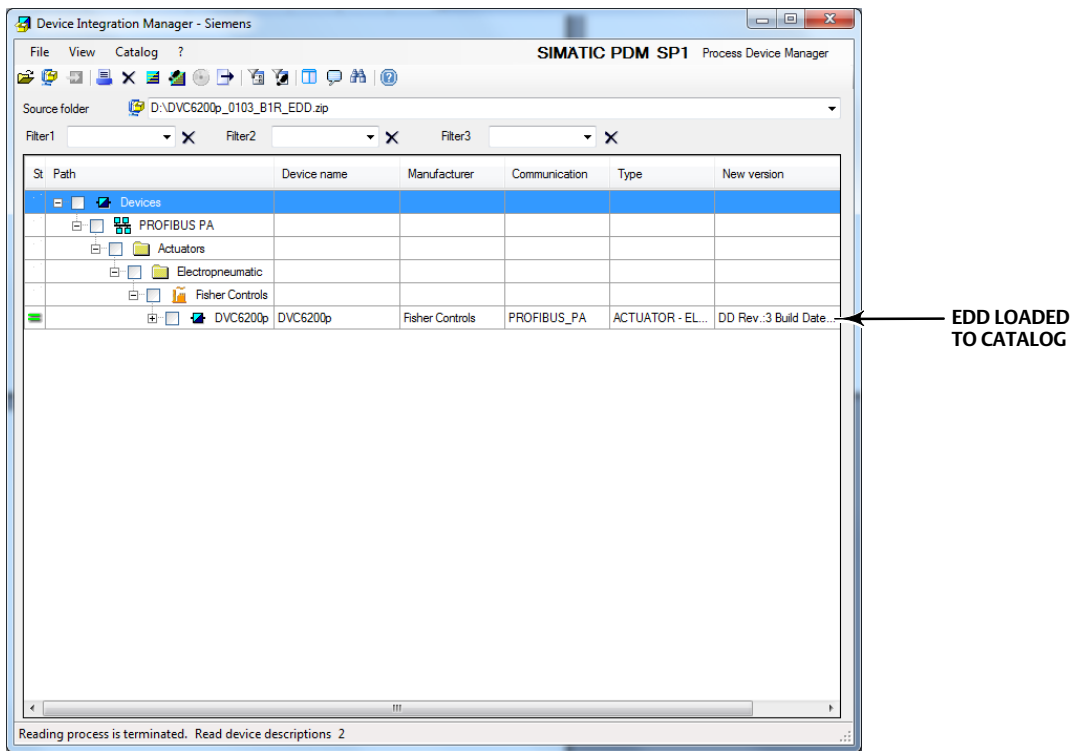 Device Integration Manager - Siemens
File View Catalog ? SIMATIC PDM SP1 Process Device Manager
Source folder D:\DVC6200p_0103_B1R_EDD.zip
Filter1 Filter2 Filter3
St Path Device name Manufacturer Communication Type New version
Devices
PROFIBUS PA
Actuators
Electropneumatic
Fisher Controls
DVC6200p DVC6200p Fisher Controls PROFIBUS_PA ACTUATOR - EL... DD Rev.:3 Build Date...
EDD LOADED
TO CATALOG
Reading process is terminated. Read device descriptions 2